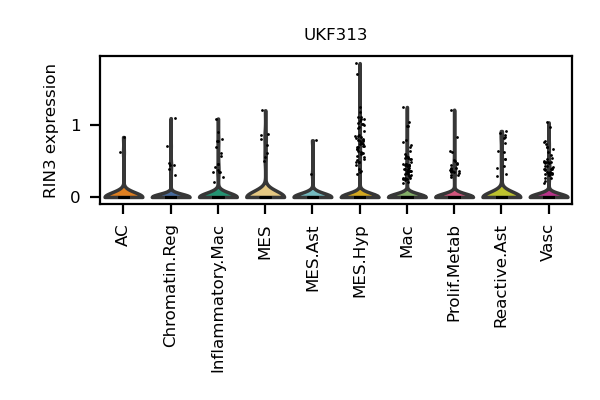 UKF313
RIN3 expression
1
0
AC
Chromatin.Reg
Inflammatory.Mac
MES
MES.Ast
MES.Hyp
Mac
Prolif.Metab
Reactive.Ast
Vasc